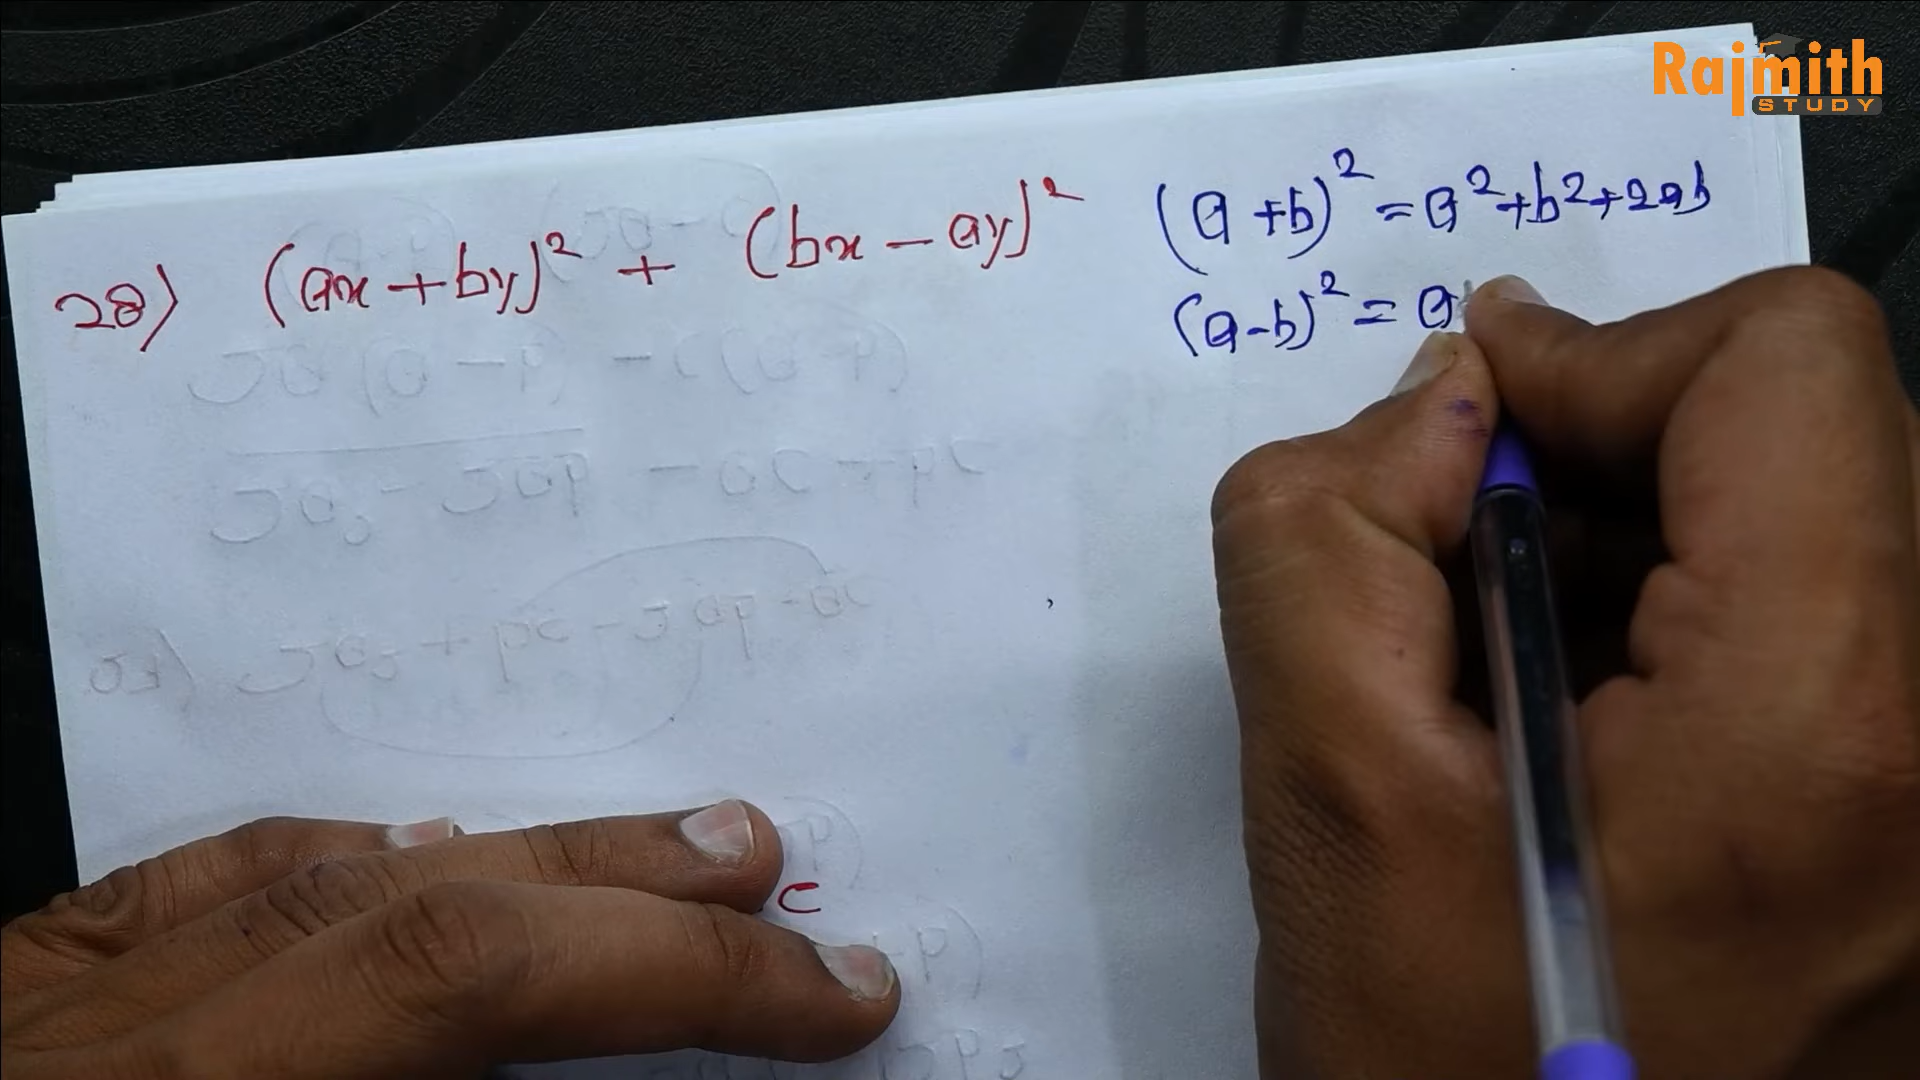 Rajmith
STUDY
28) (ax + by)² + (bx - ay)²
(a + b)² = a² + b² + 2ab
(a - b)² = a
c